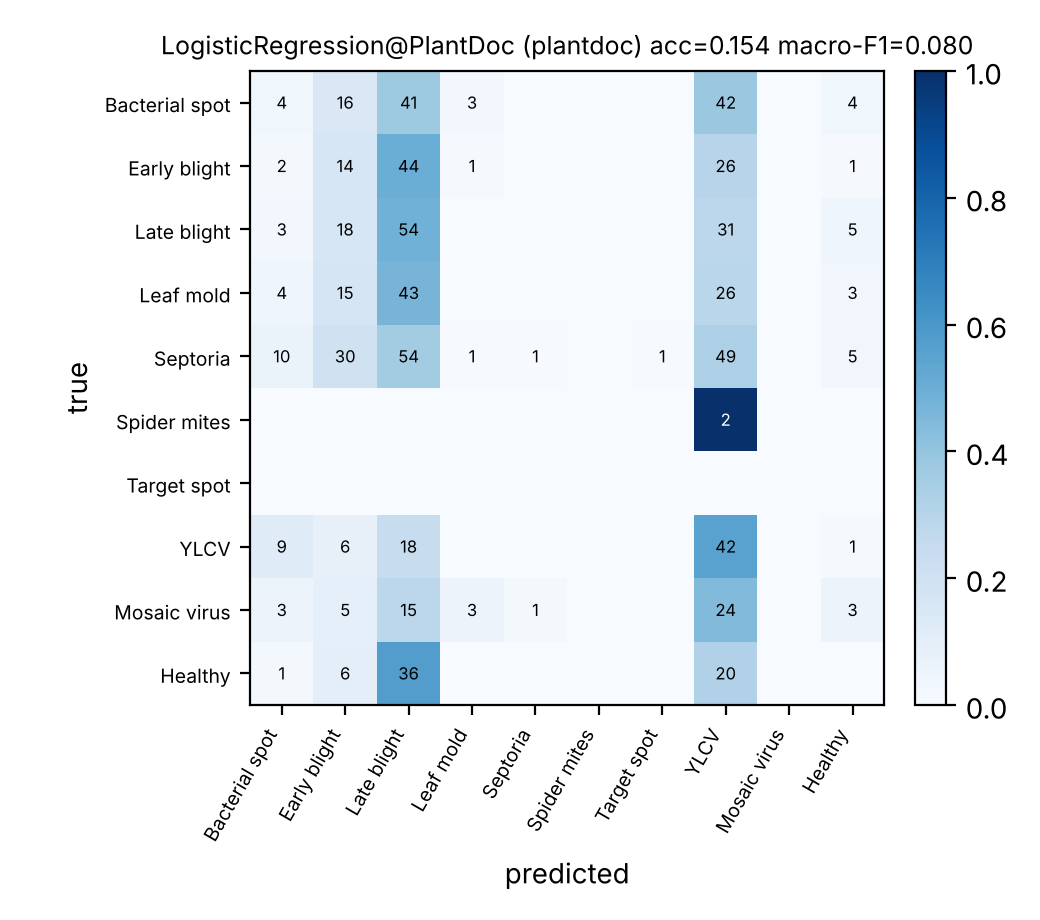 LogisticRegression@PlantDoc (plantdoc) acc=0.154 macro-F1=0.080
true
Bacterial spot 4 16 41 3 42 4
Early blight 2 14 44 1 26 1
Late blight 3 18 54 31 5
Leaf mold 4 15 43 26 3
Septoria 10 30 54 1 1 1 49 5
Spider mites 2
Target spot
YLCV 9 6 18 42 1
Mosaic virus 3 5 15 3 1 24 3
Healthy 1 6 36 20
Bacterial spot
Early blight
Late blight
Leaf mold
Septoria
Spider mites
Target spot
YLCV
Mosaic virus
Healthy
predicted
1.0
0.8
0.6
0.4
0.2
0.0